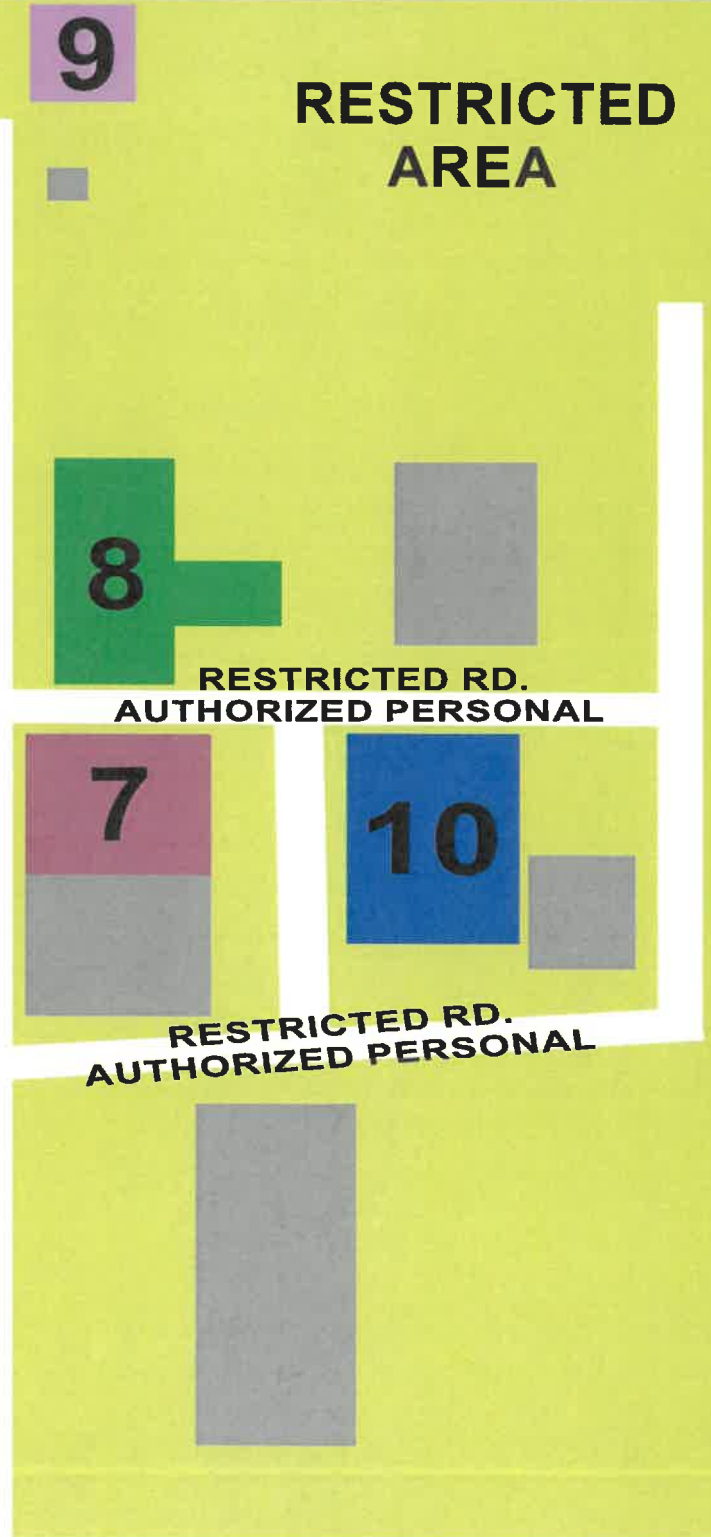 9
RESTRICTED
AREA
8
RESTRICTED RD.
AUTHORIZED PERSONAL
7
10
RESTRICTED RD.
AUTHORIZED PERSONAL